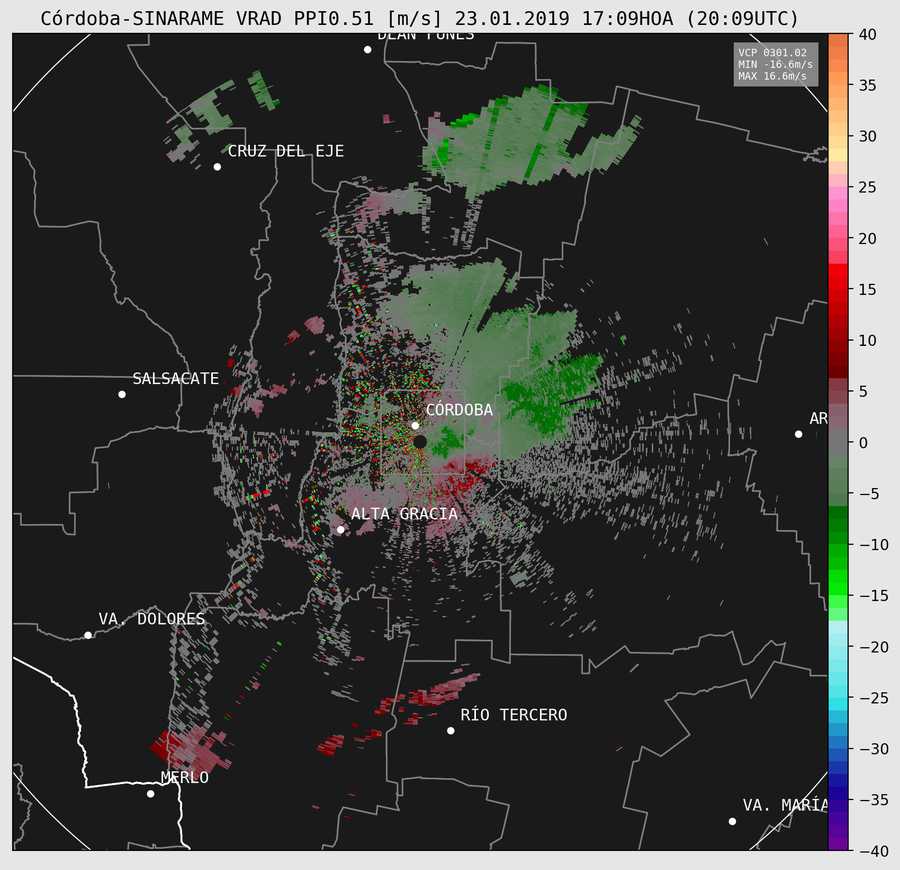 Córdoba-SINARAME VRAD PPI0.51 [m/s] 23.01.2019 17:09HOA (20:09UTC)
DEAN FUNES
VCP 0301.02
MIN -16.6m/s
MAX 16.6m/s
CRUZ DEL EJE
SALSACATE
CÓRDOBA
AR
ALTA GRACIA
VA. DOLORES
RÍO TERCERO
MERLO
VA. MARÍA
40
35
30
25
20
15
10
5
0
−5
−10
−15
−20
−25
−30
−35
−40